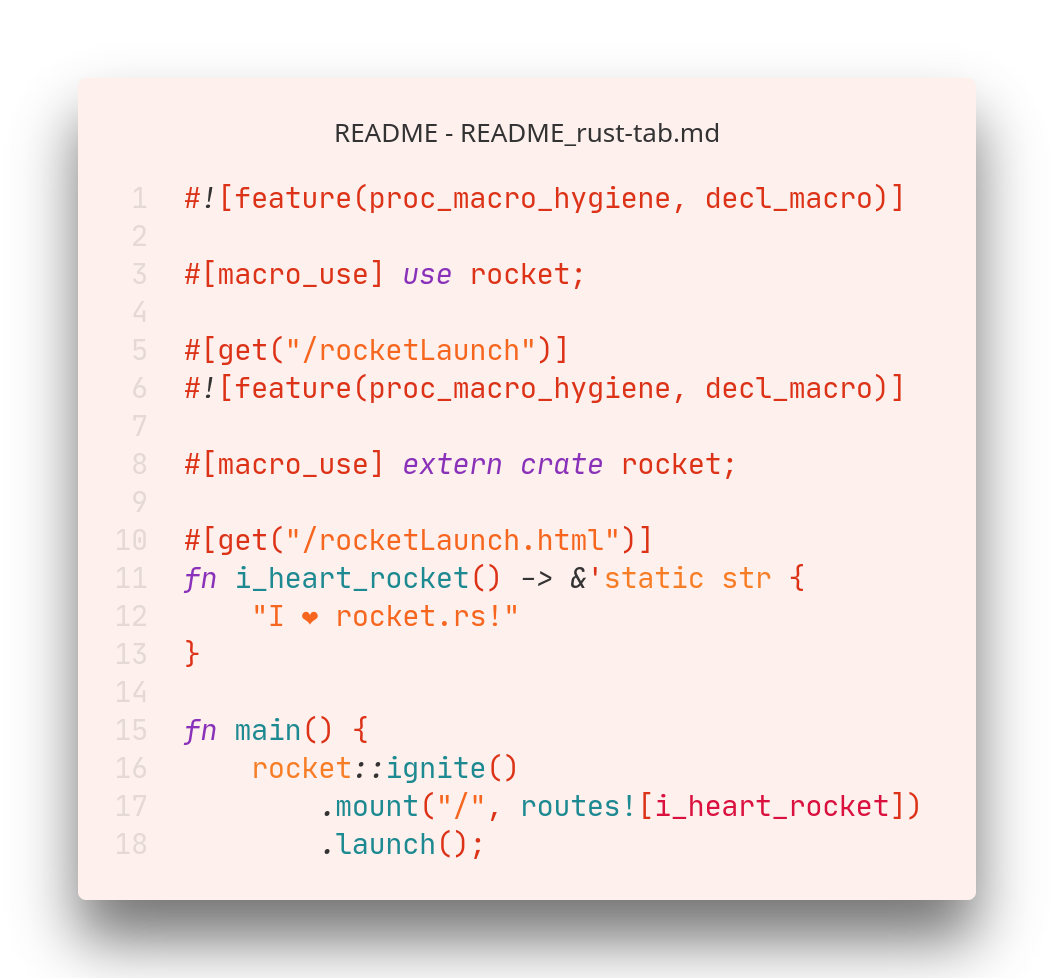 README - README_rust-tab.md
1 #![feature(proc_macro_hygiene, decl_macro)]
2
3 #[macro_use] use rocket;
4
5 #[get("/rocketLaunch")]
6 #![feature(proc_macro_hygiene, decl_macro)]
7
8 #[macro_use] extern crate rocket;
9
10 #[get("/rocketLaunch.html")]
11 fn i_heart_rocket() -> &'static str {
12     "I ❤ rocket.rs!"
13 }
14
15 fn main() {
16     rocket::ignite()
17         .mount("/", routes![i_heart_rocket])
18         .launch();